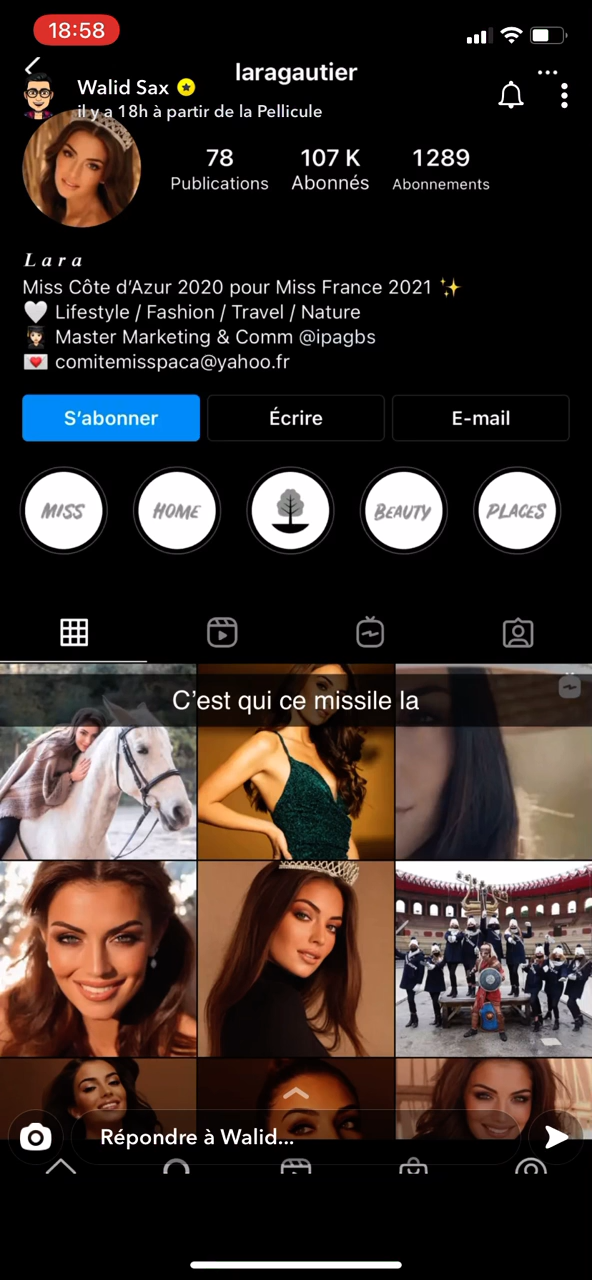 18:58
laragautier
Walid Sax
il y a 18h à partir de la Pellicule
78 107 K 1289
Publications Abonnés Abonnements
Lara
Miss Côte d'Azur 2020 pour Miss France 2021 ✨
🤍 Lifestyle / Fashion / Travel / Nature
👩🏻‍🎓 Master Marketing & Comm @ipagbs
💌 comitemisspaca@yahoo.fr
S'abonner Écrire E-mail
MISS HOME BEAUTY PLACES
C'est qui ce missile la
Répondre à Walid...